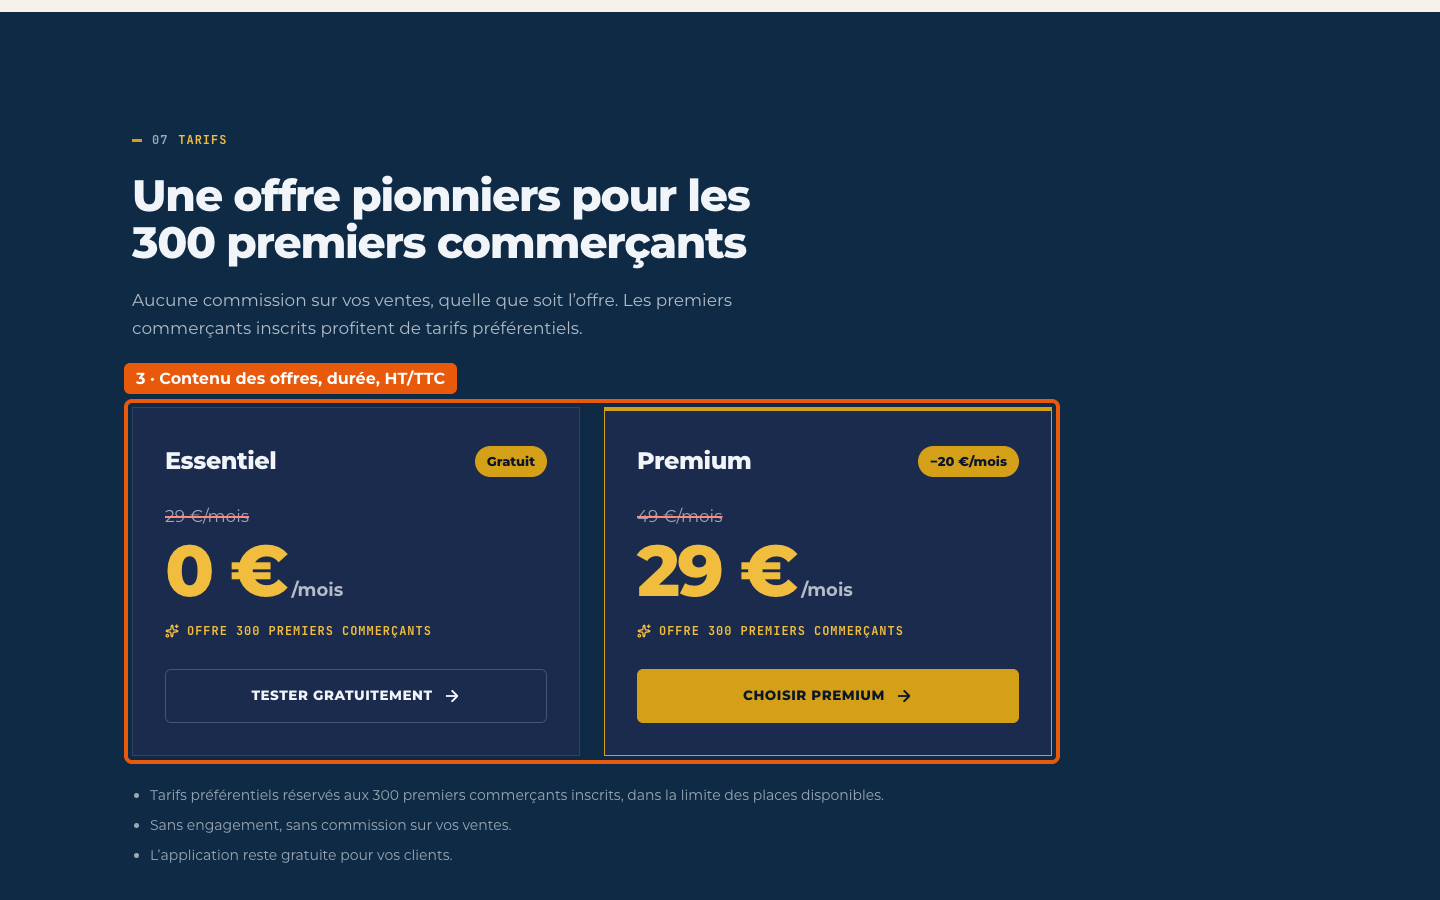 07 TARIFS
Une offre pionniers pour les
300 premiers commerçants
Aucune commission sur vos ventes, quelle que soit l’offre. Les premiers
commerçants inscrits profitent de tarifs préférentiels.
3 · Contenu des offres, durée, HT/TTC
Essentiel
Gratuit
29 €/mois
0 €/mois
OFFRE 300 PREMIERS COMMERÇANTS
TESTER GRATUITEMENT →
Premium
−20 €/mois
49 €/mois
29 €/mois
OFFRE 300 PREMIERS COMMERÇANTS
CHOISIR PREMIUM →
• Tarifs préférentiels réservés aux 300 premiers commerçants inscrits, dans la limite des places disponibles.
• Sans engagement, sans commission sur vos ventes.
• L’application reste gratuite pour vos clients.